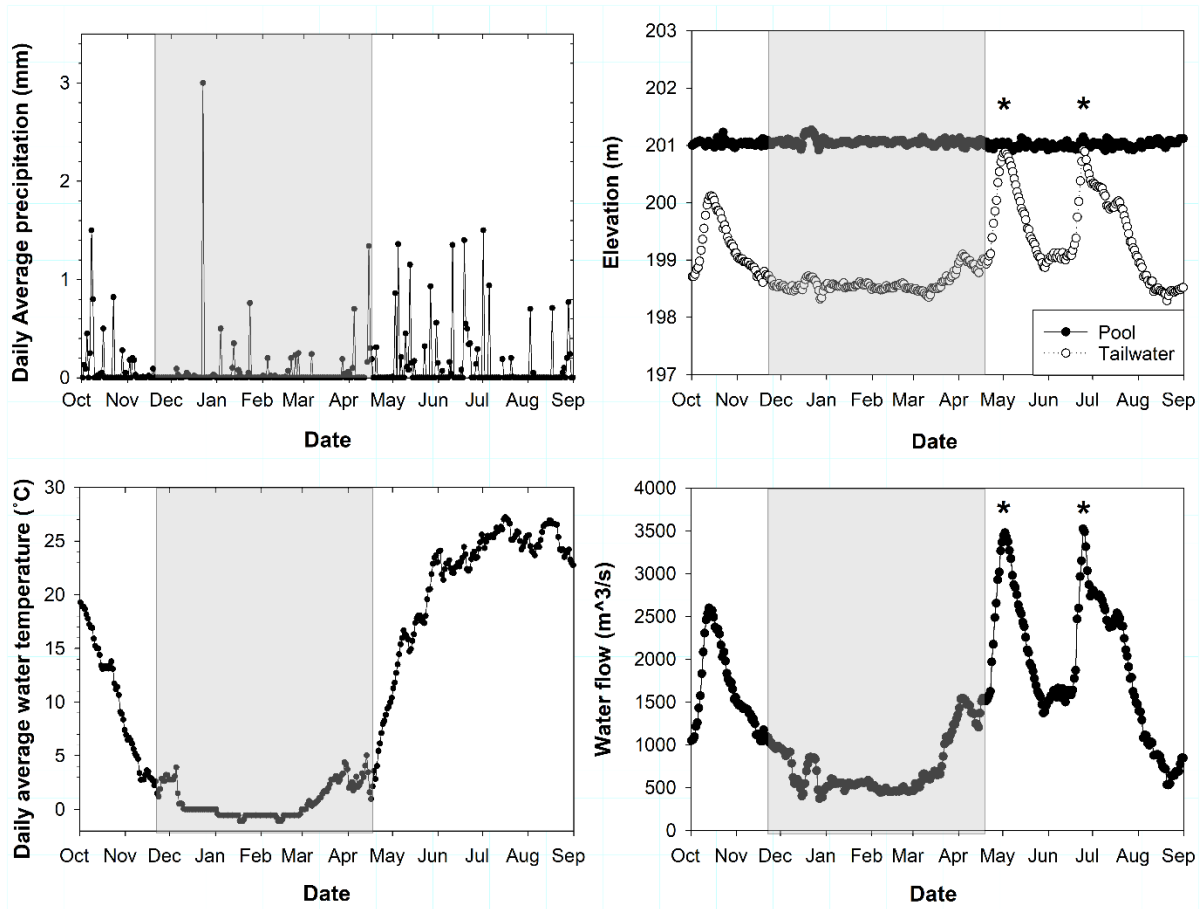 Daily Average precipitation (mm)
3
2
1
0
Oct Nov Dec Jan Feb Mar Apr May Jun Jul Aug Sep
Date
Elevation (m)
203
202
201
200
199
198
197
* *
Pool
Tailwater
Oct Nov Dec Jan Feb Mar Apr May Jun Jul Aug Sep
Date
Daily average water temperature (˚C)
30
25
20
15
10
5
0
Oct Nov Dec Jan Feb Mar Apr May Jun Jul Aug Sep
Date
Water flow (m^3/s)
4000
3500
3000
2500
2000
1500
1000
500
0
* *
Oct Nov Dec Jan Feb Mar Apr May Jun Jul Aug Sep
Date